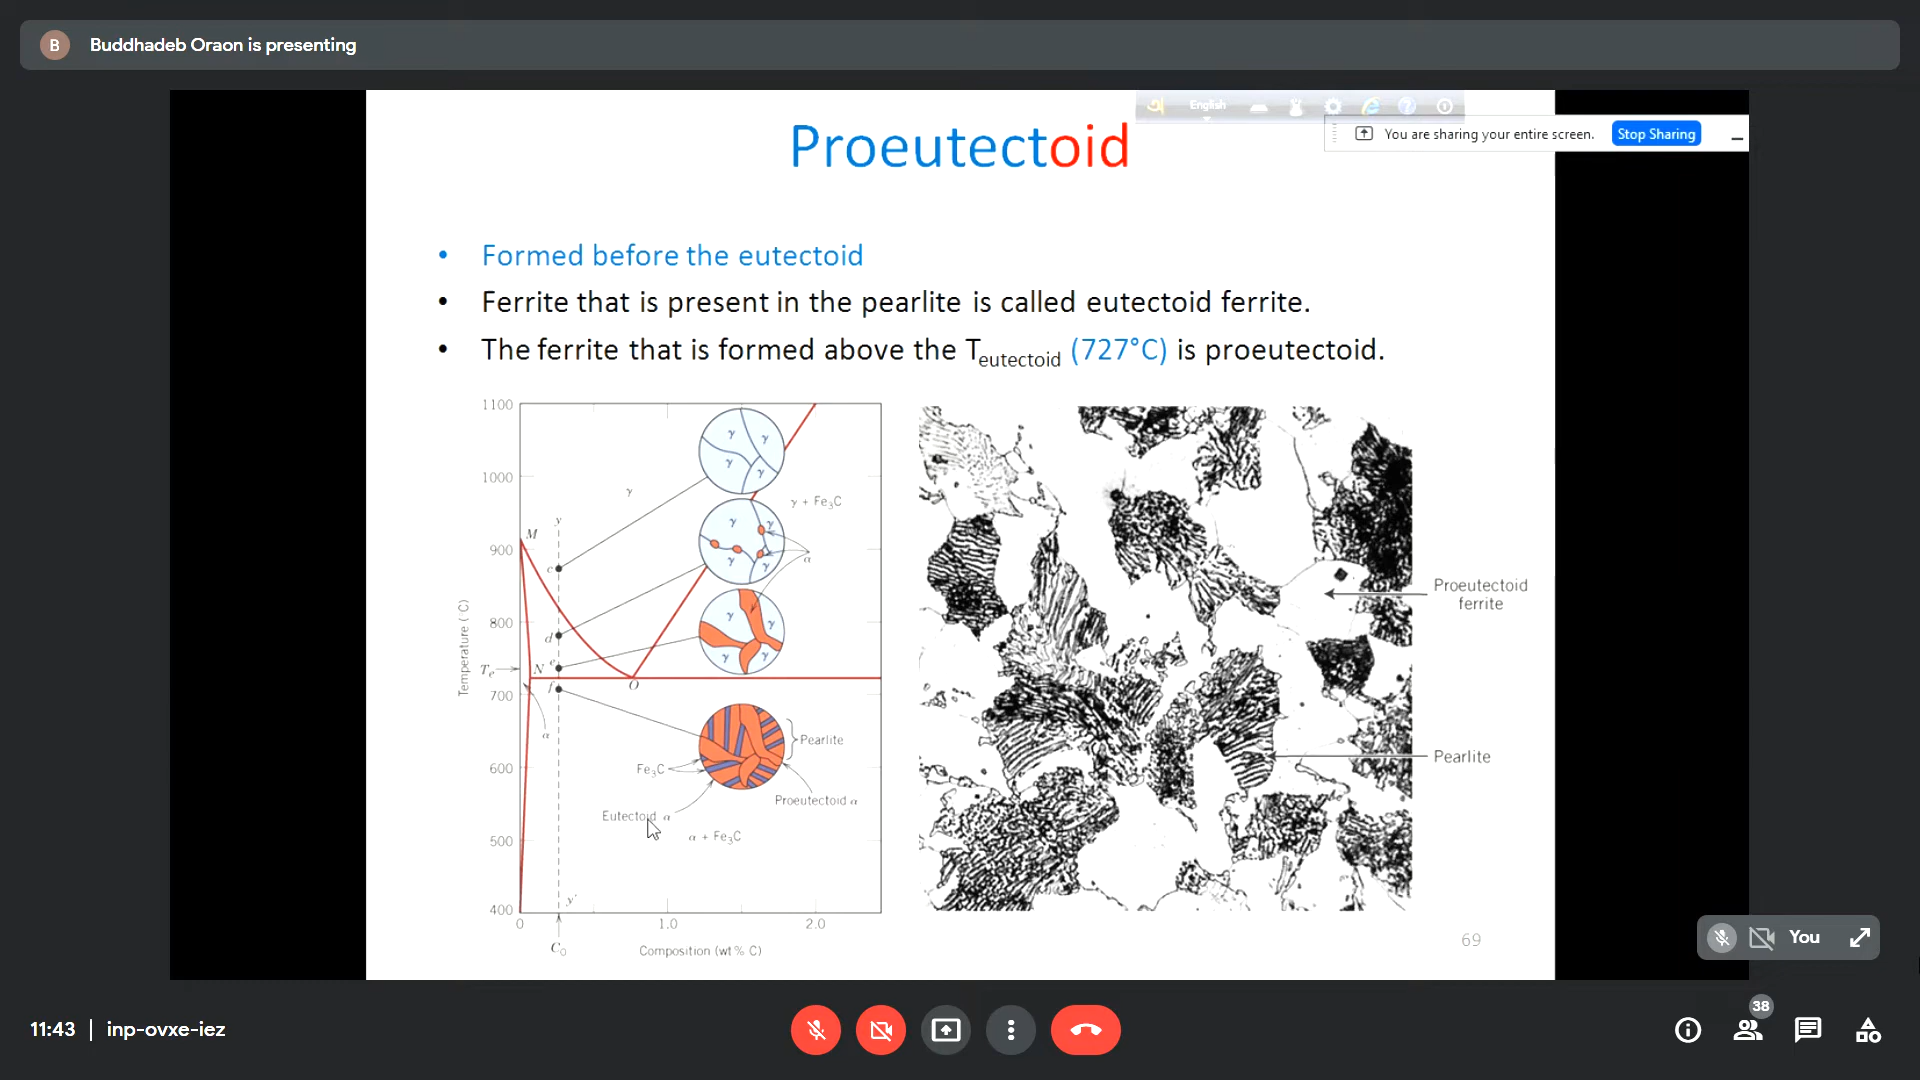 B
Buddhadeb Oraon is presenting
English
You are sharing your entire screen.
Stop Sharing
Proeutectoid
• Formed before the eutectoid
• Ferrite that is present in the pearlite is called eutectoid ferrite.
• The ferrite that is formed above the Teutectoid (727°C) is proeutectoid.
1100
1000
900
800
700
600
500
400
Temperature (°C)
Te
0
1.0
2.0
C0
Composition (wt % C)
γ
γ + Fe3C
y
M
c
d
e
N
f
O
α
y′
γ γ
γ γ
γ γ
γ γ
α
γ γ
γ γ
Pearlite
Fe3C
Proeutectoid α
Eutectoid α
α + Fe3C
Proeutectoid
ferrite
Pearlite
69
You
11:43 | inp-ovxe-iez
38